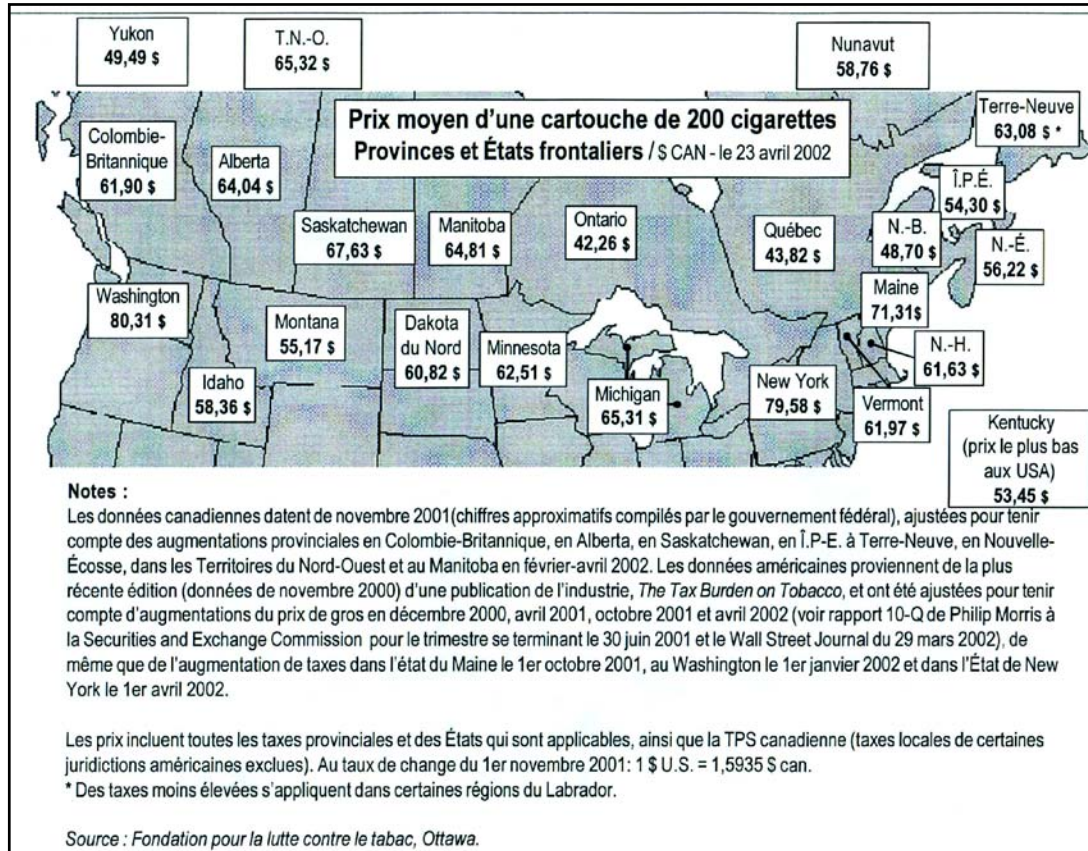 Yukon
49,49 $
T.N.-O.
65,32 $
Nunavut
58,76 $
Prix moyen d'une cartouche de 200 cigarettes
Provinces et États frontaliers / $ CAN - le 23 avril 2002
Terre-Neuve
63,08 $ *
Colombie-
Britannique
61,90 $
Alberta
64,04 $
Î.P.É.
54,30 $
Saskatchewan
67,63 $
Manitoba
64,81 $
Ontario
42,26 $
Québec
43,82 $
N.-B.
48,70 $
N.-É.
56,22 $
Washington
80,31 $
Montana
55,17 $
Dakota
du Nord
60,82 $
Minnesota
62,51 $
Maine
71,31$
N.-H.
61,63 $
Idaho
58,36 $
Michigan
65,31 $
New York
79,58 $
Vermont
61,97 $
Kentucky
(prix le plus bas
aux USA)
53,45 $
Notes :
Les données canadiennes datent de novembre 2001(chiffres approximatifs compilés par le gouvernement fédéral), ajustées pour tenir
compte des augmentations provinciales en Colombie-Britannique, en Alberta, en Saskatchewan, en Î.P-E. à Terre-Neuve, en Nouvelle-
Écosse, dans les Territoires du Nord-Ouest et au Manitoba en février-avril 2002. Les données américaines proviennent de la plus
récente édition (données de novembre 2000) d'une publication de l'industrie, The Tax Burden on Tobacco, et ont été ajustées pour tenir
compte d'augmentations du prix de gros en décembre 2000, avril 2001, octobre 2001 et avril 2002 (voir rapport 10-Q de Philip Morris à
la Securities and Exchange Commission pour le trimestre se terminant le 30 juin 2001 et le Wall Street Journal du 29 mars 2002), de
même que de l'augmentation de taxes dans l'état du Maine le 1er octobre 2001, au Washington le 1er janvier 2002 et dans l'État de New
York le 1er avril 2002.
Les prix incluent toutes les taxes provinciales et des États qui sont applicables, ainsi que la TPS canadienne (taxes locales de certaines
juridictions américaines exclues). Au taux de change du 1er novembre 2001: 1 $ U.S. = 1,5935 $ can.
* Des taxes moins élevées s'appliquent dans certaines régions du Labrador.
Source : Fondation pour la lutte contre le tabac, Ottawa.